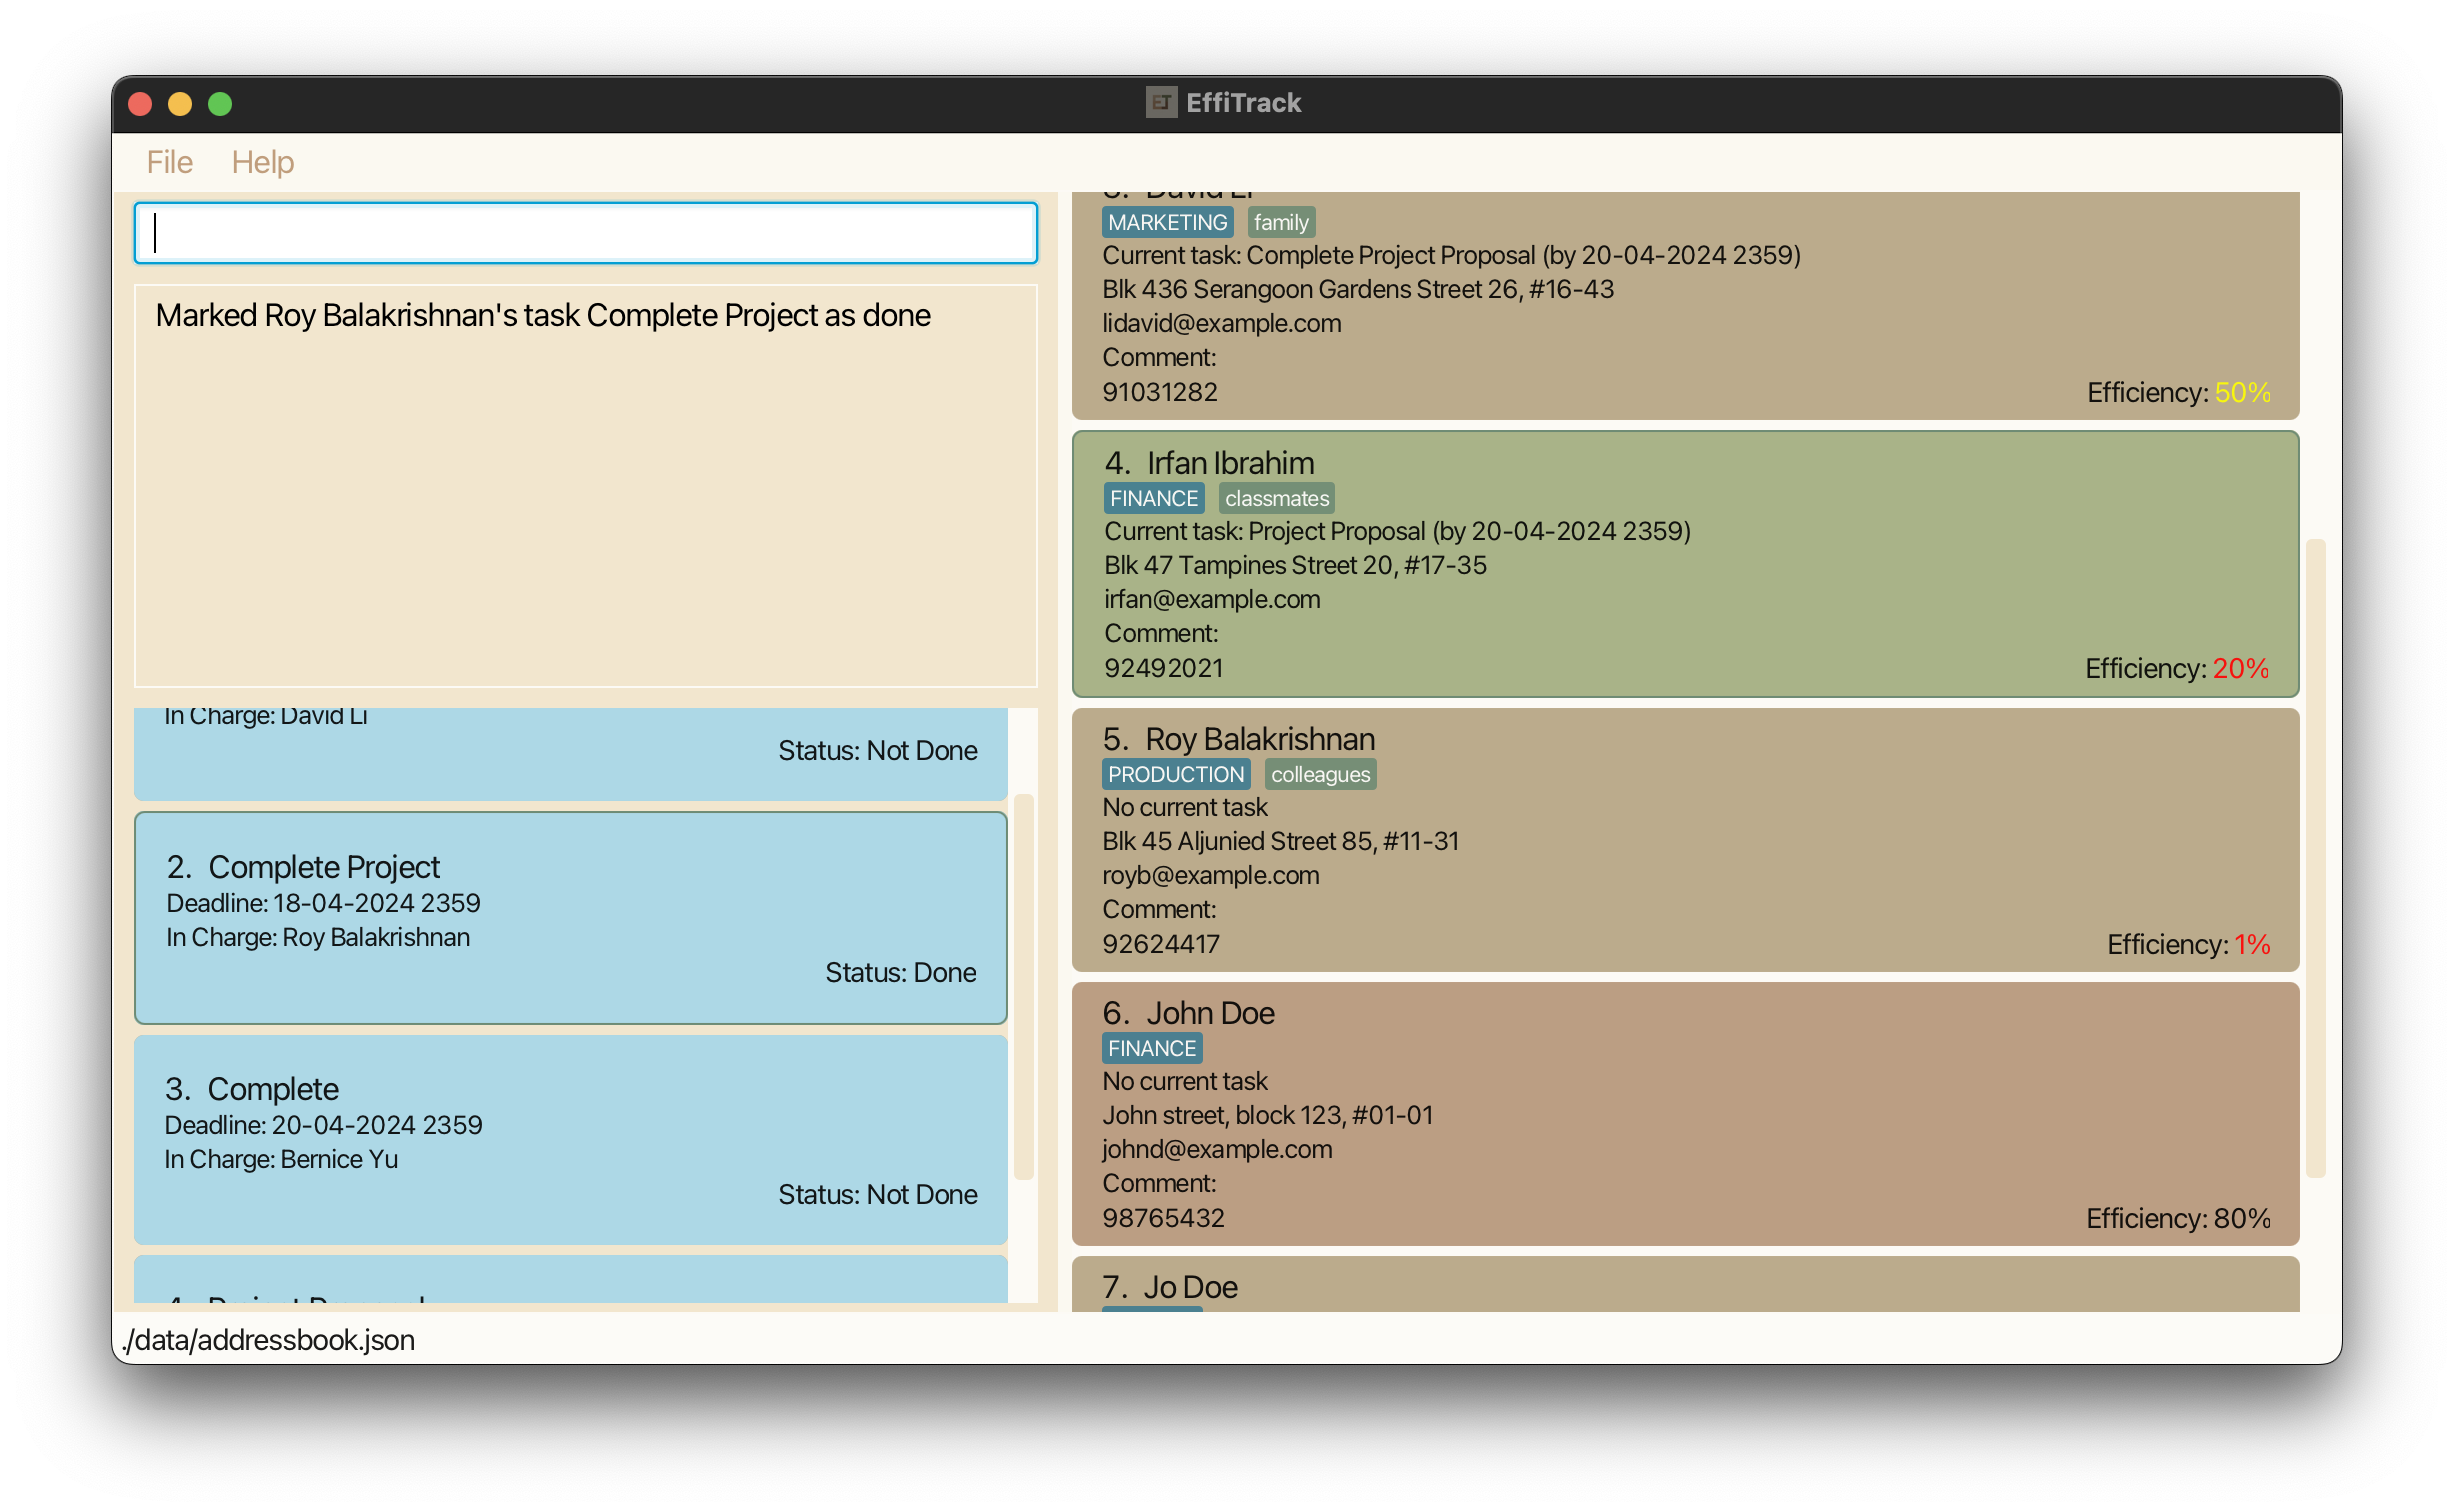 ET EffiTrack
File Help
Marked Roy Balakrishnan's task Complete Project as done
In Charge: David Li
Status: Not Done
2. Complete Project
Deadline: 18-04-2024 2359
In Charge: Roy Balakrishnan
Status: Done
3. Complete
Deadline: 20-04-2024 2359
In Charge: Bernice Yu
Status: Not Done
4. Project Proposal
3. David Li
MARKETING family
Current task: Complete Project Proposal (by 20-04-2024 2359)
Blk 436 Serangoon Gardens Street 26, #16-43
lidavid@example.com
Comment:
91031282
Efficiency: 50%
4. Irfan Ibrahim
FINANCE classmates
Current task: Project Proposal (by 20-04-2024 2359)
Blk 47 Tampines Street 20, #17-35
irfan@example.com
Comment:
92492021
Efficiency: 20%
5. Roy Balakrishnan
PRODUCTION colleagues
No current task
Blk 45 Aljunied Street 85, #11-31
royb@example.com
Comment:
92624417
Efficiency: 1%
6. John Doe
FINANCE
No current task
John street, block 123, #01-01
johnd@example.com
Comment:
98765432
Efficiency: 80%
7. Jo Doe
./data/addressbook.json